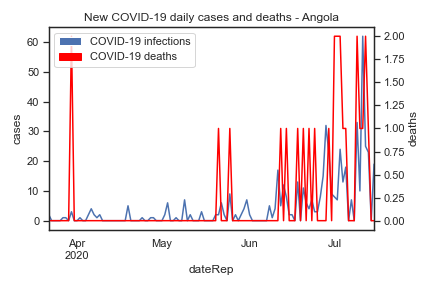 New COVID-19 daily cases and deaths - Angola
COVID-19 infections
COVID-19 deaths
60
50
40
30
20
10
0
cases
2.00
1.75
1.50
1.25
1.00
0.75
0.50
0.25
0.00
deaths
Apr May Jun Jul
2020
dateRep